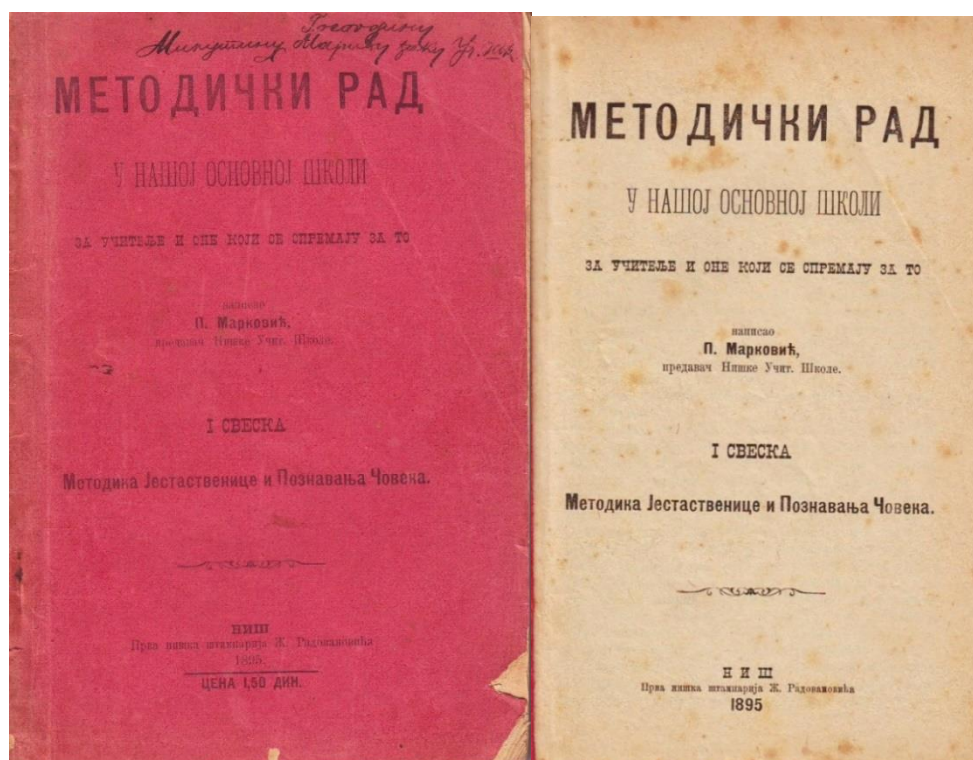 Господину
Милутину Марићу
МЕТОДИЧКИ РАД
У НАШОЈ ОСНОВНОЈ ШКОЛИ
ЗА УЧИТЕЉЕ И ОНЕ КОЈИ СЕ СПРЕМАЈУ ЗА ТО
написао
П. Марковић,
предавач Нишке Учит. Школе.
I СВЕСКА
Методика Јестаственице и Познавања Човека.
НИШ
Прва нишка штампарија Ж. Радовановића
1895.
ЦЕНА 1,50 ДИН.
МЕТОДИЧКИ РАД
У НАШОЈ ОСНОВНОЈ ШКОЛИ
ЗА УЧИТЕЉЕ И ОНЕ КОЈИ СЕ СПРЕМАЈУ ЗА ТО
написао
П. Марковић,
предавач Нишке Учит. Школе.
I СВЕСКА
Методика Јестаственице и Познавања Човека.
НИШ
Прва нишка штампарија Ж. Радовановића
1895